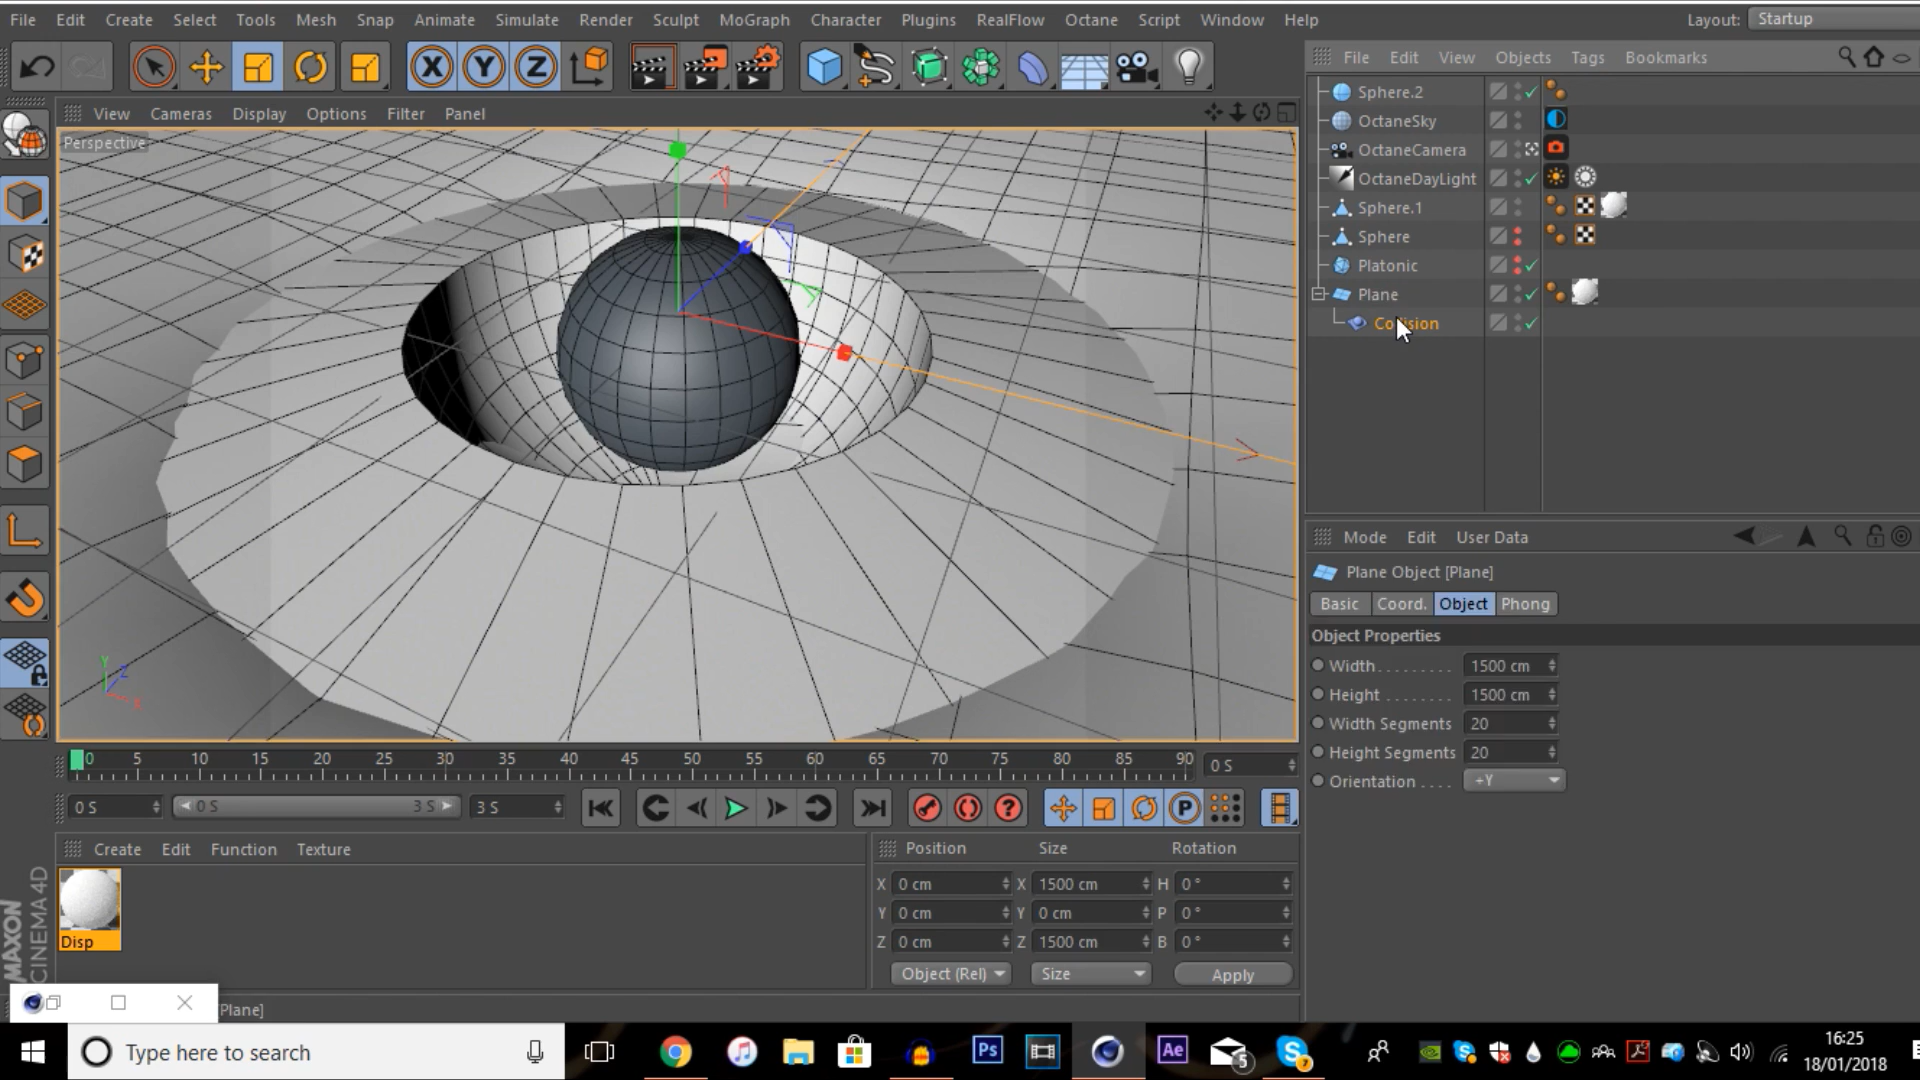 File Edit Create Select Tools Mesh Snap Animate Simulate Render Sculpt MoGraph Character Plugins RealFlow Octane Script Window Help
Layout: Startup
X Y Z
File Edit View Objects Tags Bookmarks
View Cameras Display Options Filter Panel
Perspective
Sphere.2
OctaneSky
OctaneCamera
OctaneDayLight
Sphere.1
Sphere
Platonic
Plane
Mode Edit User Data
Plane Object [Plane]
Basic Coord. Object Phong
Object Properties
Width 1500 cm
Height 1500 cm
Width Segments 20
Height Segments 20
Orientation +Y
Y Z X
0 5 10 15 20 25 30 35 40 45 50 55 60 65 70 75 80 85 90 0 S
0 S 0 S 3 S 3 S ? P
Create Edit Function Texture
Position Size Rotation
X 0 cm X 1500 cm H 0 °
Y 0 cm Y 0 cm P 0 °
Z 0 cm Z 1500 cm B 0 °
Object (Rel) Size Apply
Disp
MAXON
CINEMA 4D
[Plane]
Type here to search
Ps Ae 5 7
16:25
18/01/2018